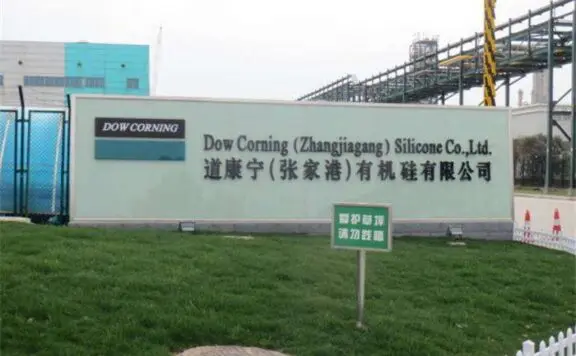 DOW CORNING
Dow Corning (Zhangjiagang) Silicone Co.,Ltd.
道康宁(张家港)有机硅有限公司
爱护草坪
请勿践踏